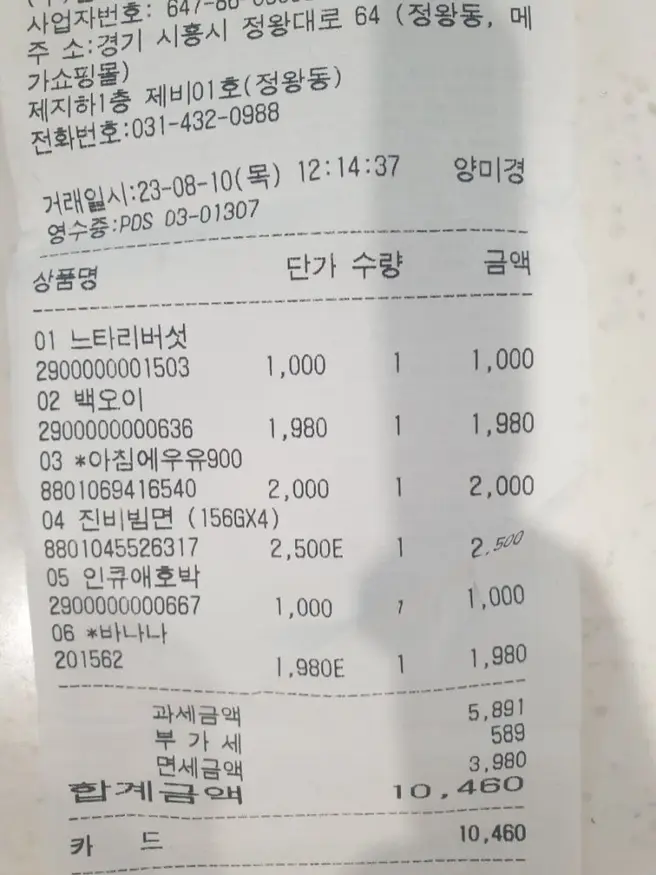 사업자번호: 647-88-
주 소:경기 시흥시 정왕대로 64 (정왕동, 메
가쇼핑몰)
제지하1층 제비01호(정왕동)
전화번호:031-432-0988
거래일시:23-08-10(목) 12:14:37 양미경
영수증:POS 03-01307
상품명 단가 수량 금액
01 느타리버섯
2900000001503 1,000 1 1,000
02 백오이
2900000000636 1,980 1 1,980
03 *아침에우유900
8801069416540 2,000 1 2,000
04 진비빔면 (156GX4)
8801045526317 2,500E 1 2,500
05 인큐애호박
2900000000667 1,000 1 1,000
06 *바나나
201562 1,980E 1 1,980
과세금액 5,891
부 가 세 589
면세금액 3,980
합계금액 10,460
카 드 10,460